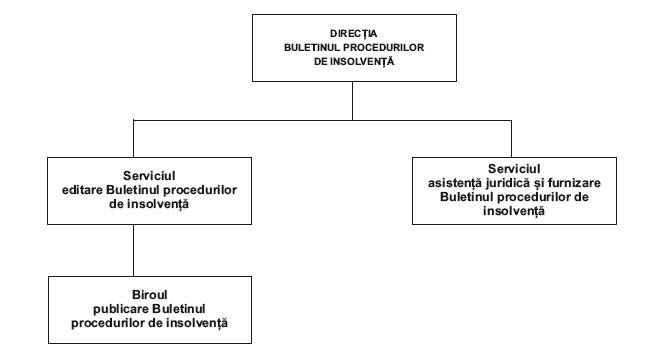 DIRECȚIA
BULETINUL PROCEDURILOR
DE INSOLVENȚĂ
Serviciul
editare Buletinul procedurilor
de insolvență
Serviciul
asistență juridică și furnizare
Buletinul procedurilor de
insolvență
Biroul
publicare Buletinul
procedurilor de insolvență